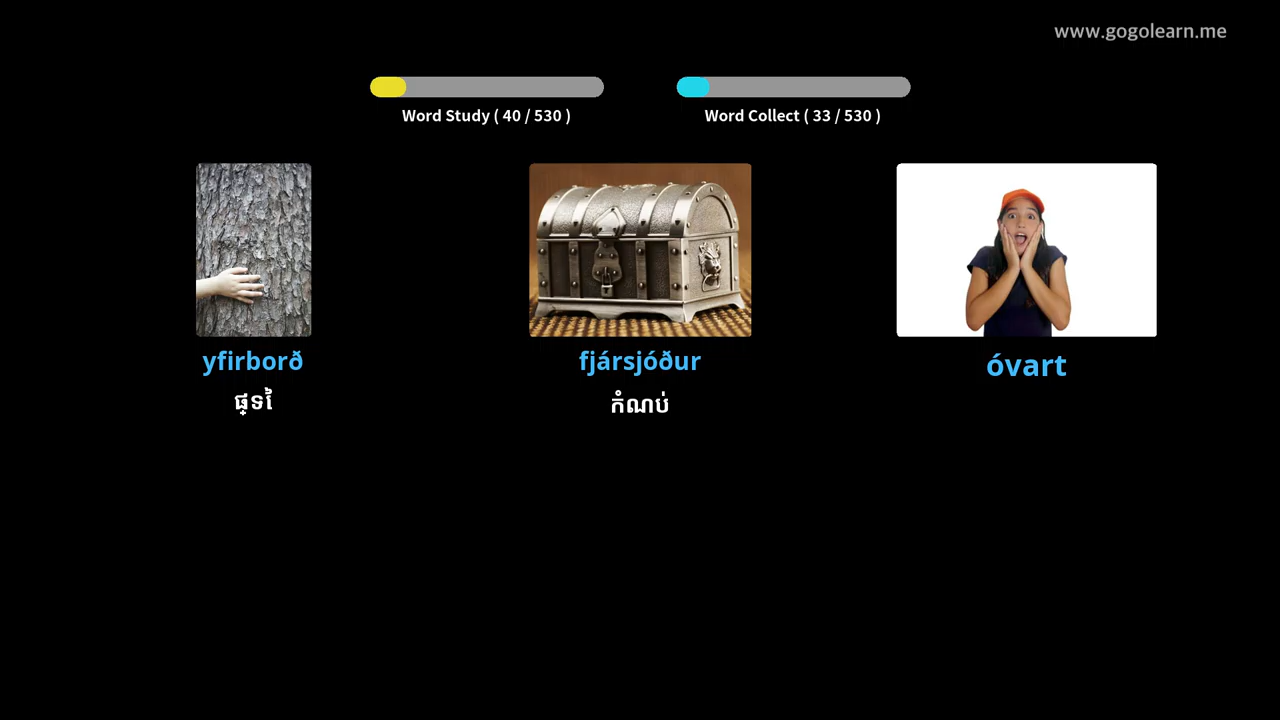 www.gogolearn.me
Word Study ( 40 / 530 )
Word Collect ( 33 / 530 )
yfirborð
fjársjóður
óvart
ផ្ទៃ
កំណប់